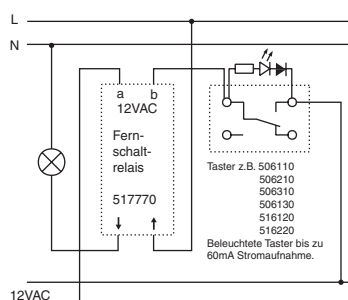 L
N
a b
12VAC
Fern-
schalt-
relais
517770
Taster z.B. 506110
506210
506310
506130
516120
516220
Beleuchtete Taster bis zu
60mA Stromaufnahme.
12VAC